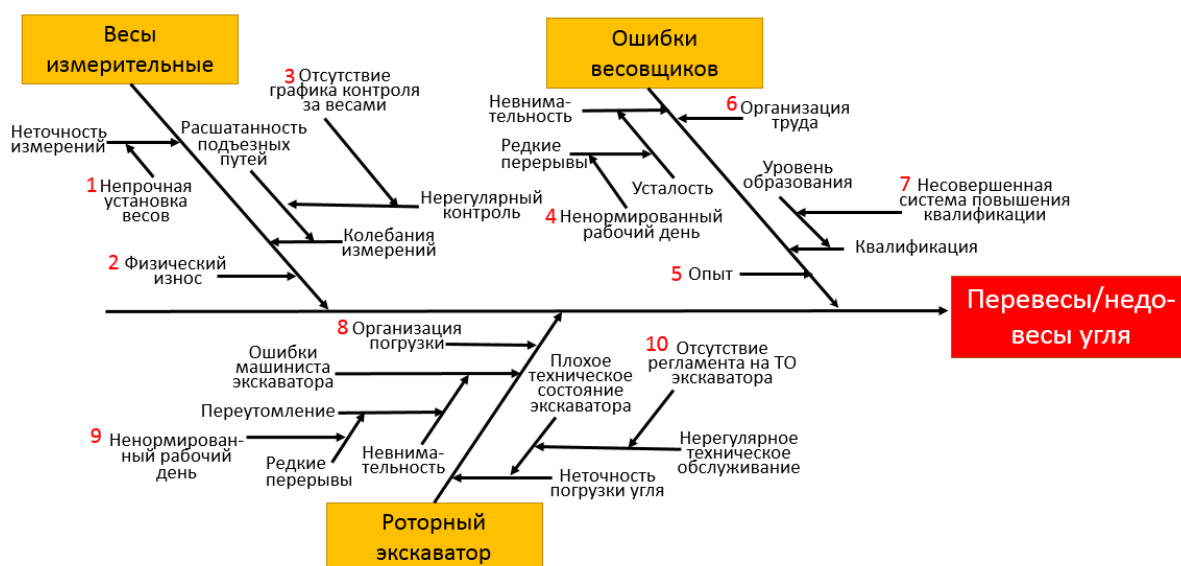 Весы
измерительные
Ошибки
весовщиков
3 Отсутствие
графика контроля
за весами
Неточность
измерений
Расшатанность
подъезных
путей
1 Непрочная
установка
весов
Нерегулярный
контроль
Колебания
измерений
2 Физический
износ
Невнима-
тельность
6 Организация
труда
Редкие
перерывы
Усталость
4 Ненормированный
рабочий день
Уровень
образования
7 Несовершенная
система повышения
квалификации
Квалификация
5 Опыт
Перевесы/недо-
весы угля
8 Организация
погрузки
Ошибки
машиниста
экскаватора
Плохое
техническое
состояние
экскаватора
10 Отсутствие
регламента на ТО
экскаватора
Переутомление
9 Ненормирован-
ный рабочий
день
Редкие
перерывы
Невнима-
тельность
Нерегулярное
техническое
обслуживание
Неточность
погрузки угля
Роторный
экскаватор